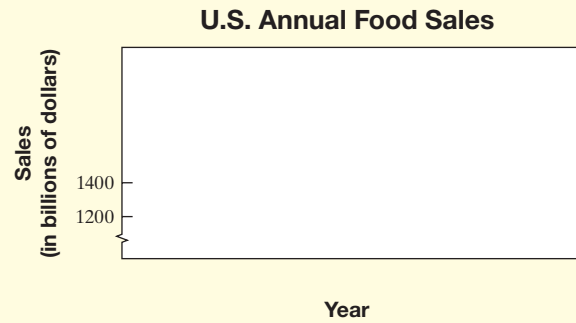 U.S. Annual Food Sales
Sales
(in billions of dollars)
1400
1200
Year